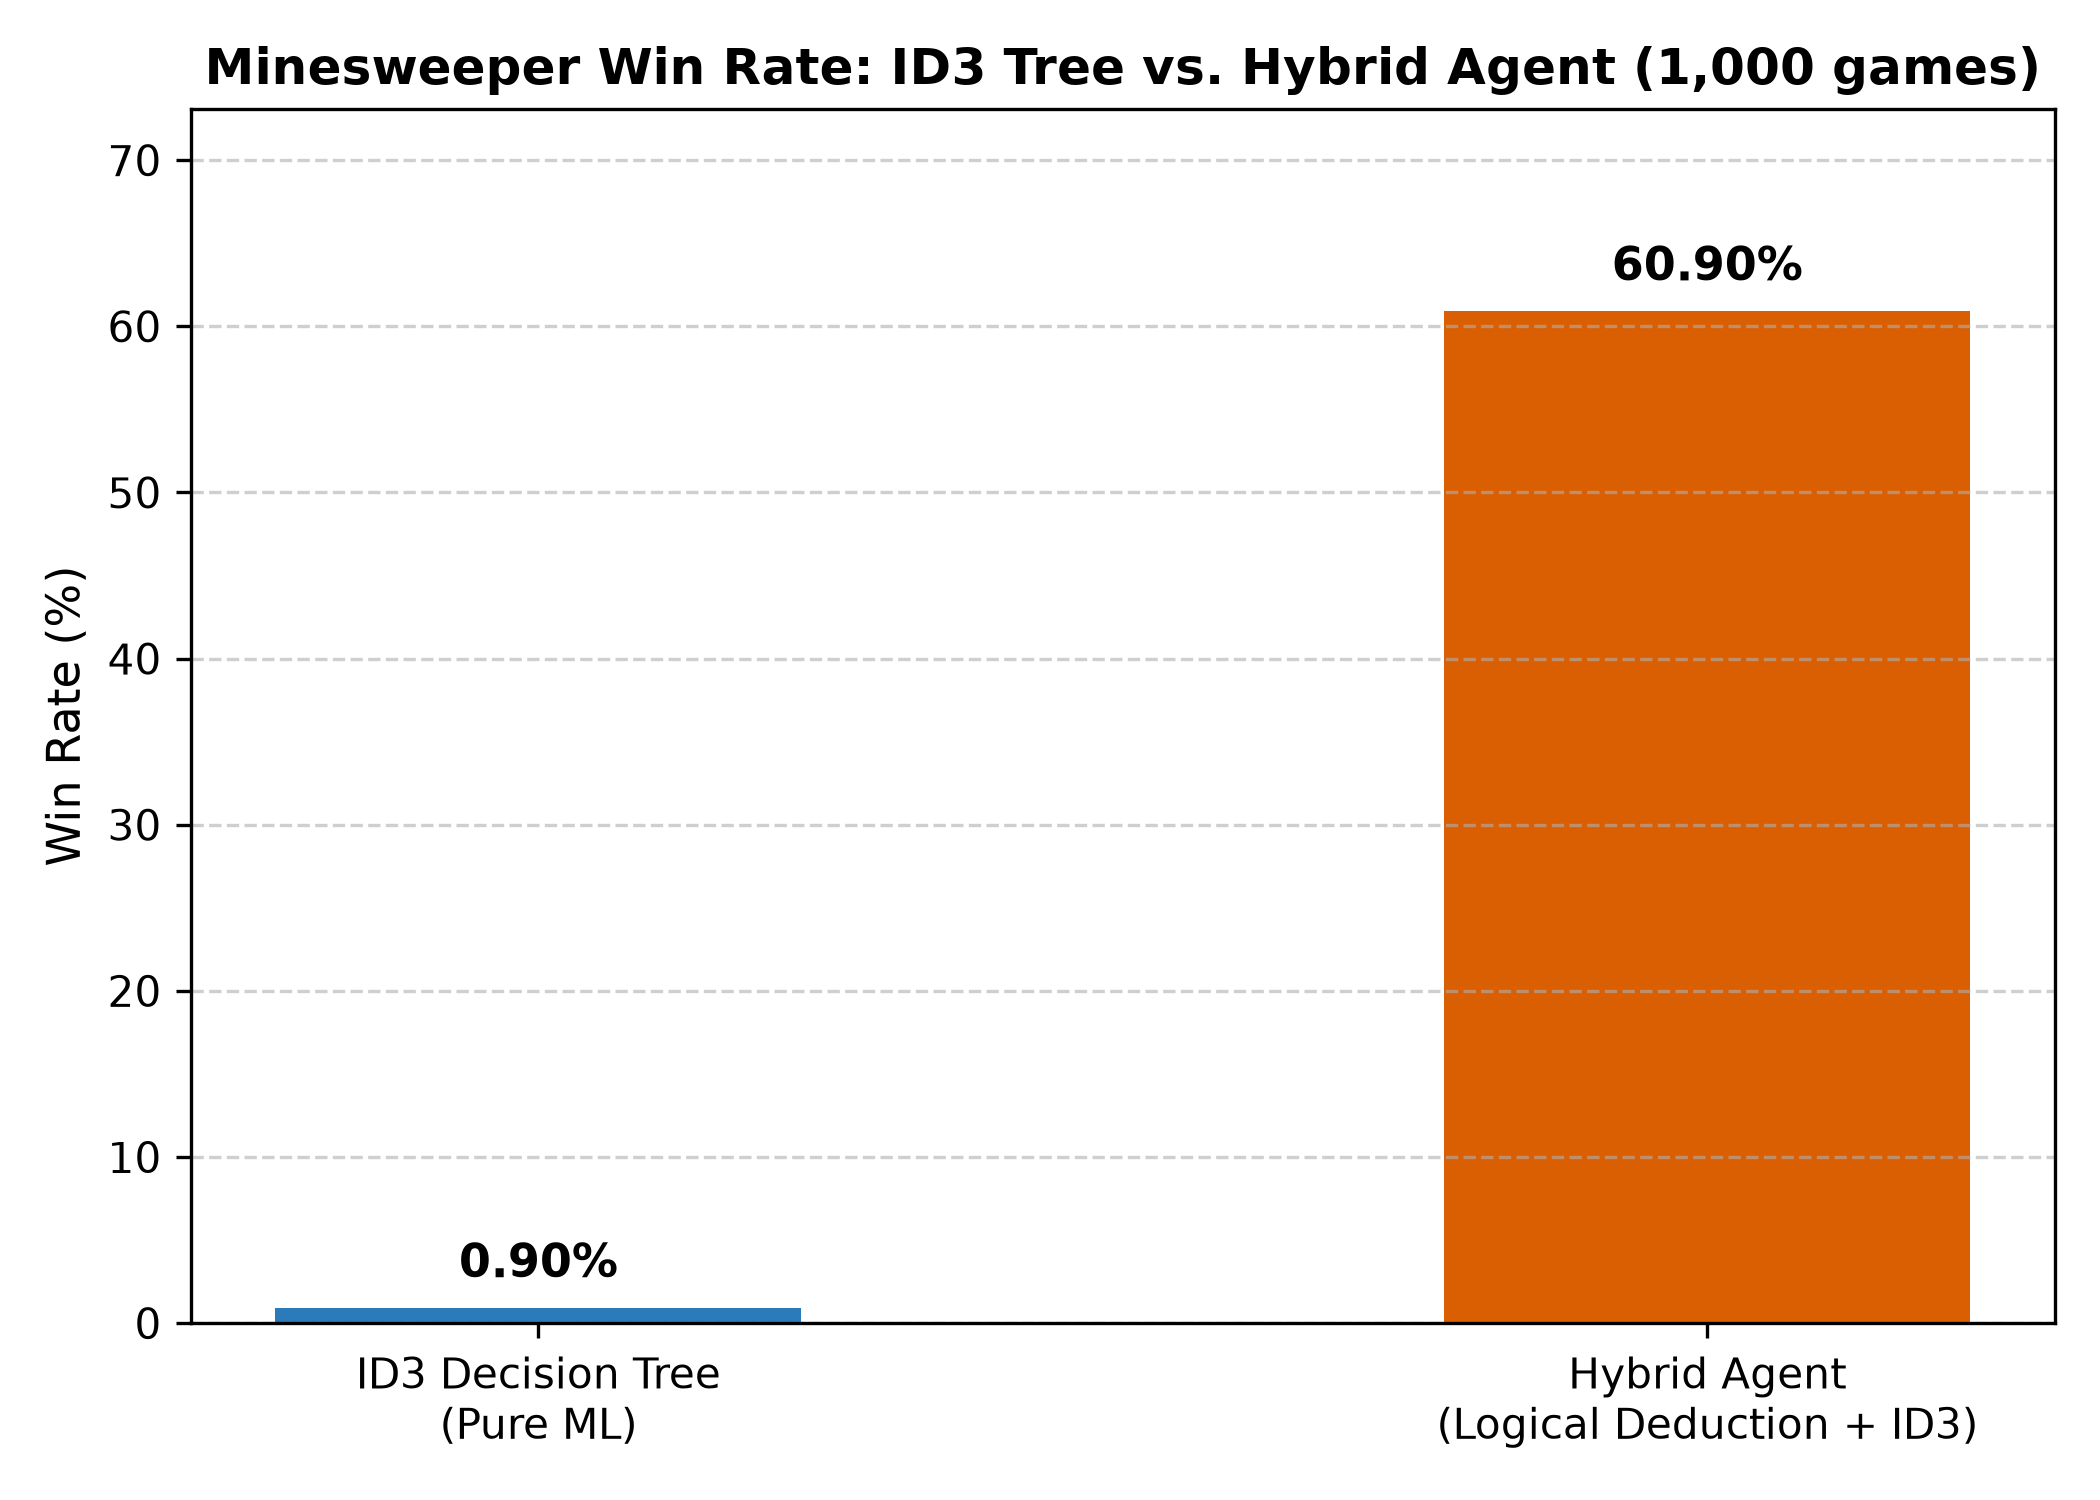 Minesweeper Win Rate: ID3 Tree vs. Hybrid Agent (1,000 games)
Win Rate (%)
70
60
50
40
30
20
10
0
0.90%
60.90%
ID3 Decision Tree
(Pure ML)
Hybrid Agent
(Logical Deduction + ID3)